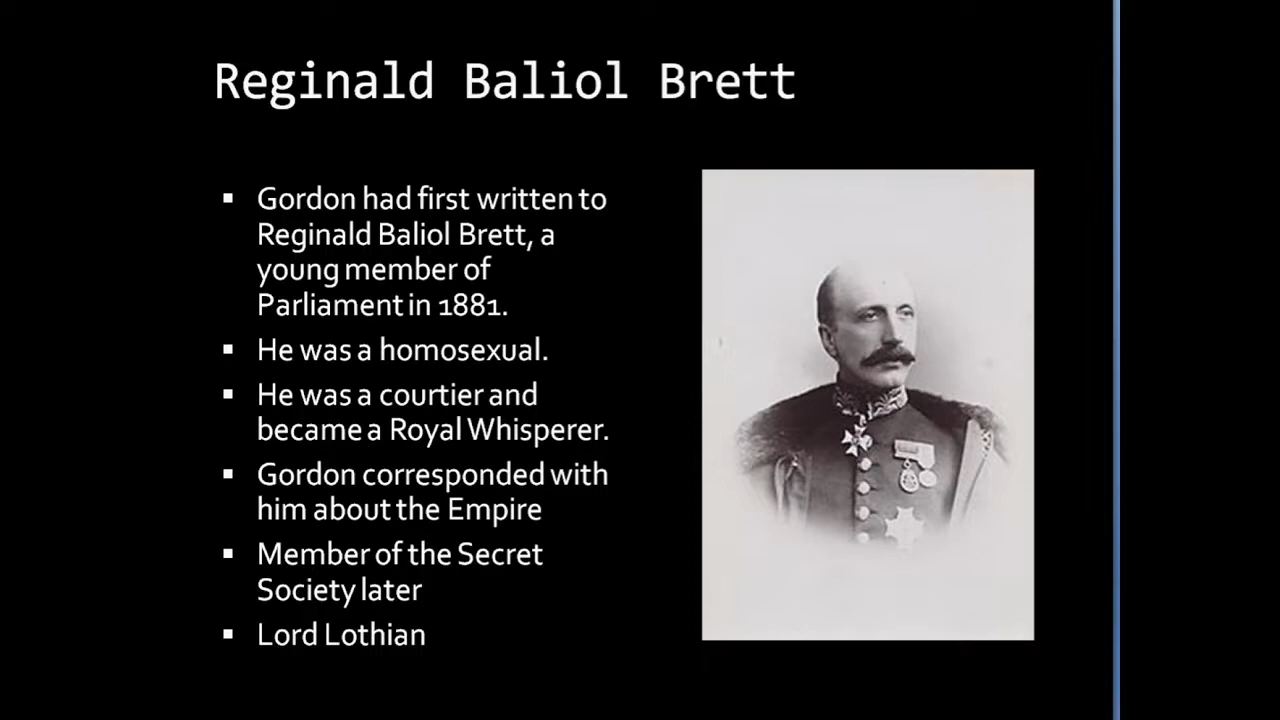 Reginald Baliol Brett
▪ Gordon had first written to
Reginald Baliol Brett, a
young member of
Parliament in 1881.
▪ He was a homosexual.
▪ He was a courtier and
became a Royal Whisperer.
▪ Gordon corresponded with
him about the Empire
▪ Member of the Secret
Society later
▪ Lord Lothian